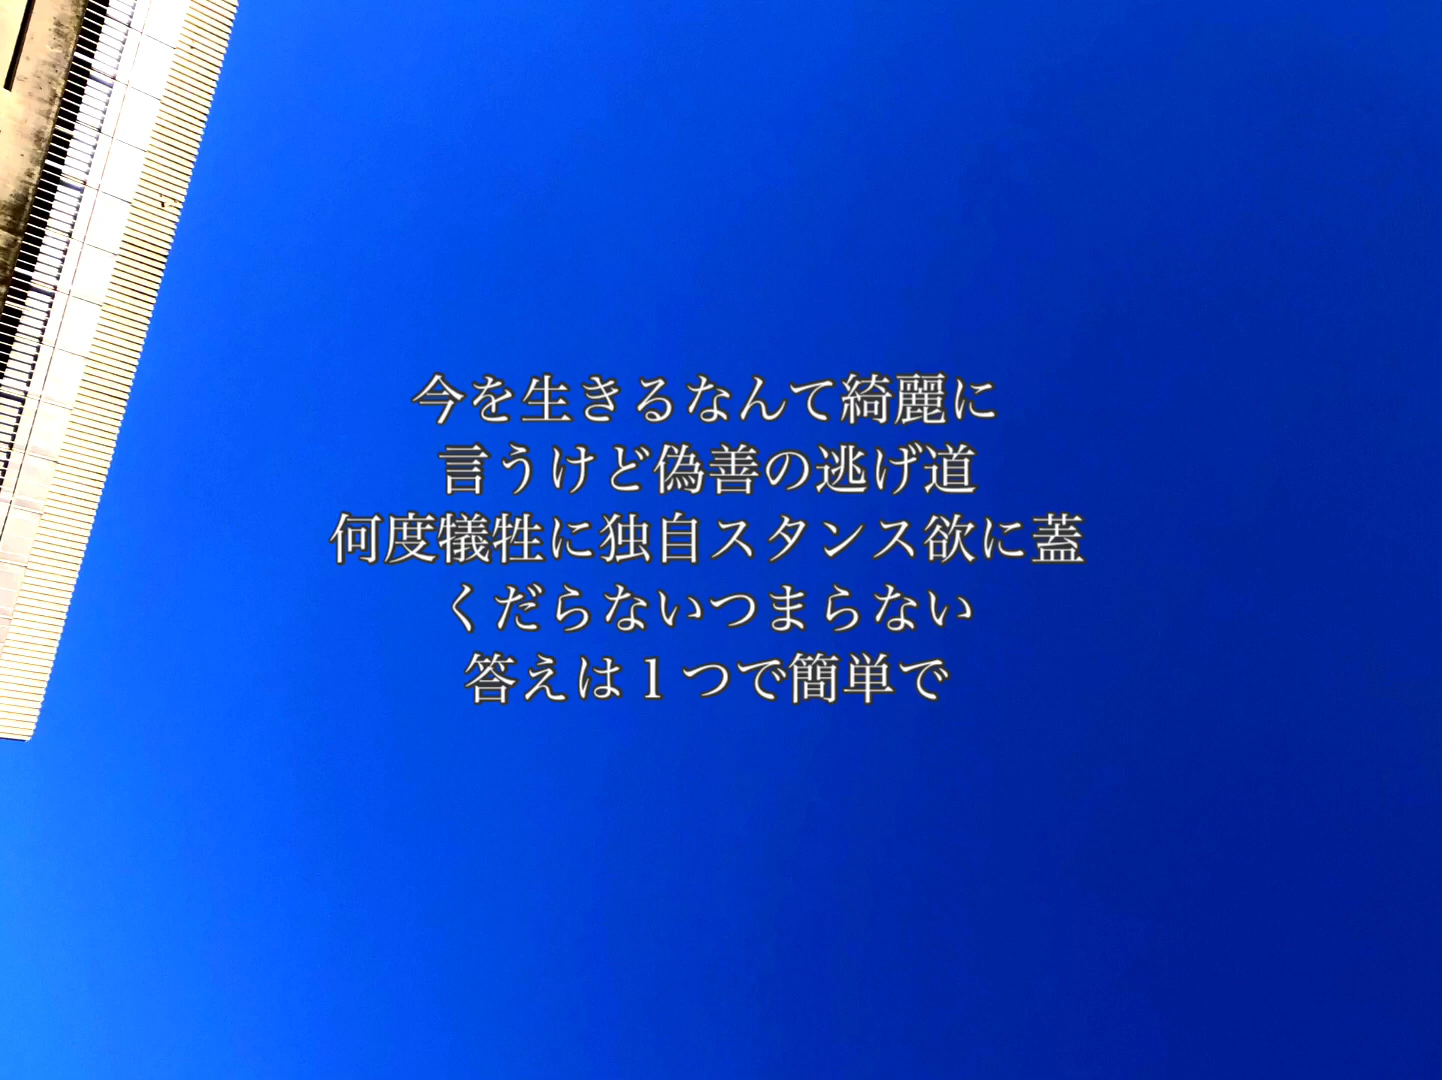 今を生きるなんて綺麗に
言うけど偽善の逃げ道
何度犠牲に独自スタンス欲に蓋
くだらないつまらない
答えは１つで簡単で